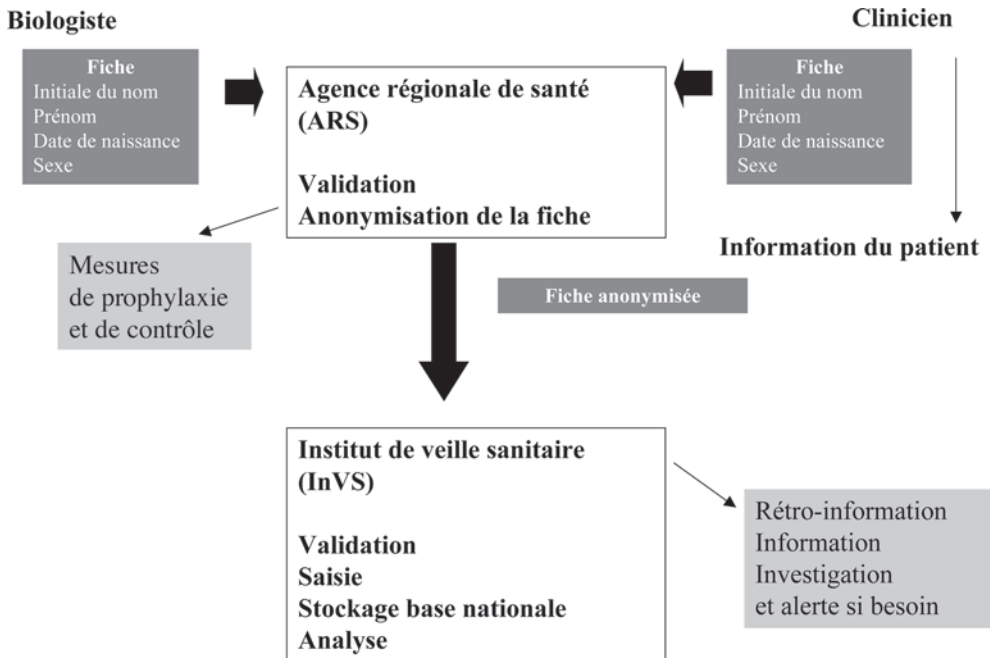 Biologiste
Fiche
Initiale du nom
Prénom
Date de naissance
Sexe
Agence régionale de santé
(ARS)
Validation
Anonymisation de la fiche
Clinicien
Fiche
Initiale du nom
Prénom
Date de naissance
Sexe
Information du patient
Mesures
de prophylaxie
et de contrôle
Fiche anonymisée
Institut de veille sanitaire
(InVS)
Validation
Saisie
Stockage base nationale
Analyse
Rétro-information
Information
Investigation
et alerte si besoin